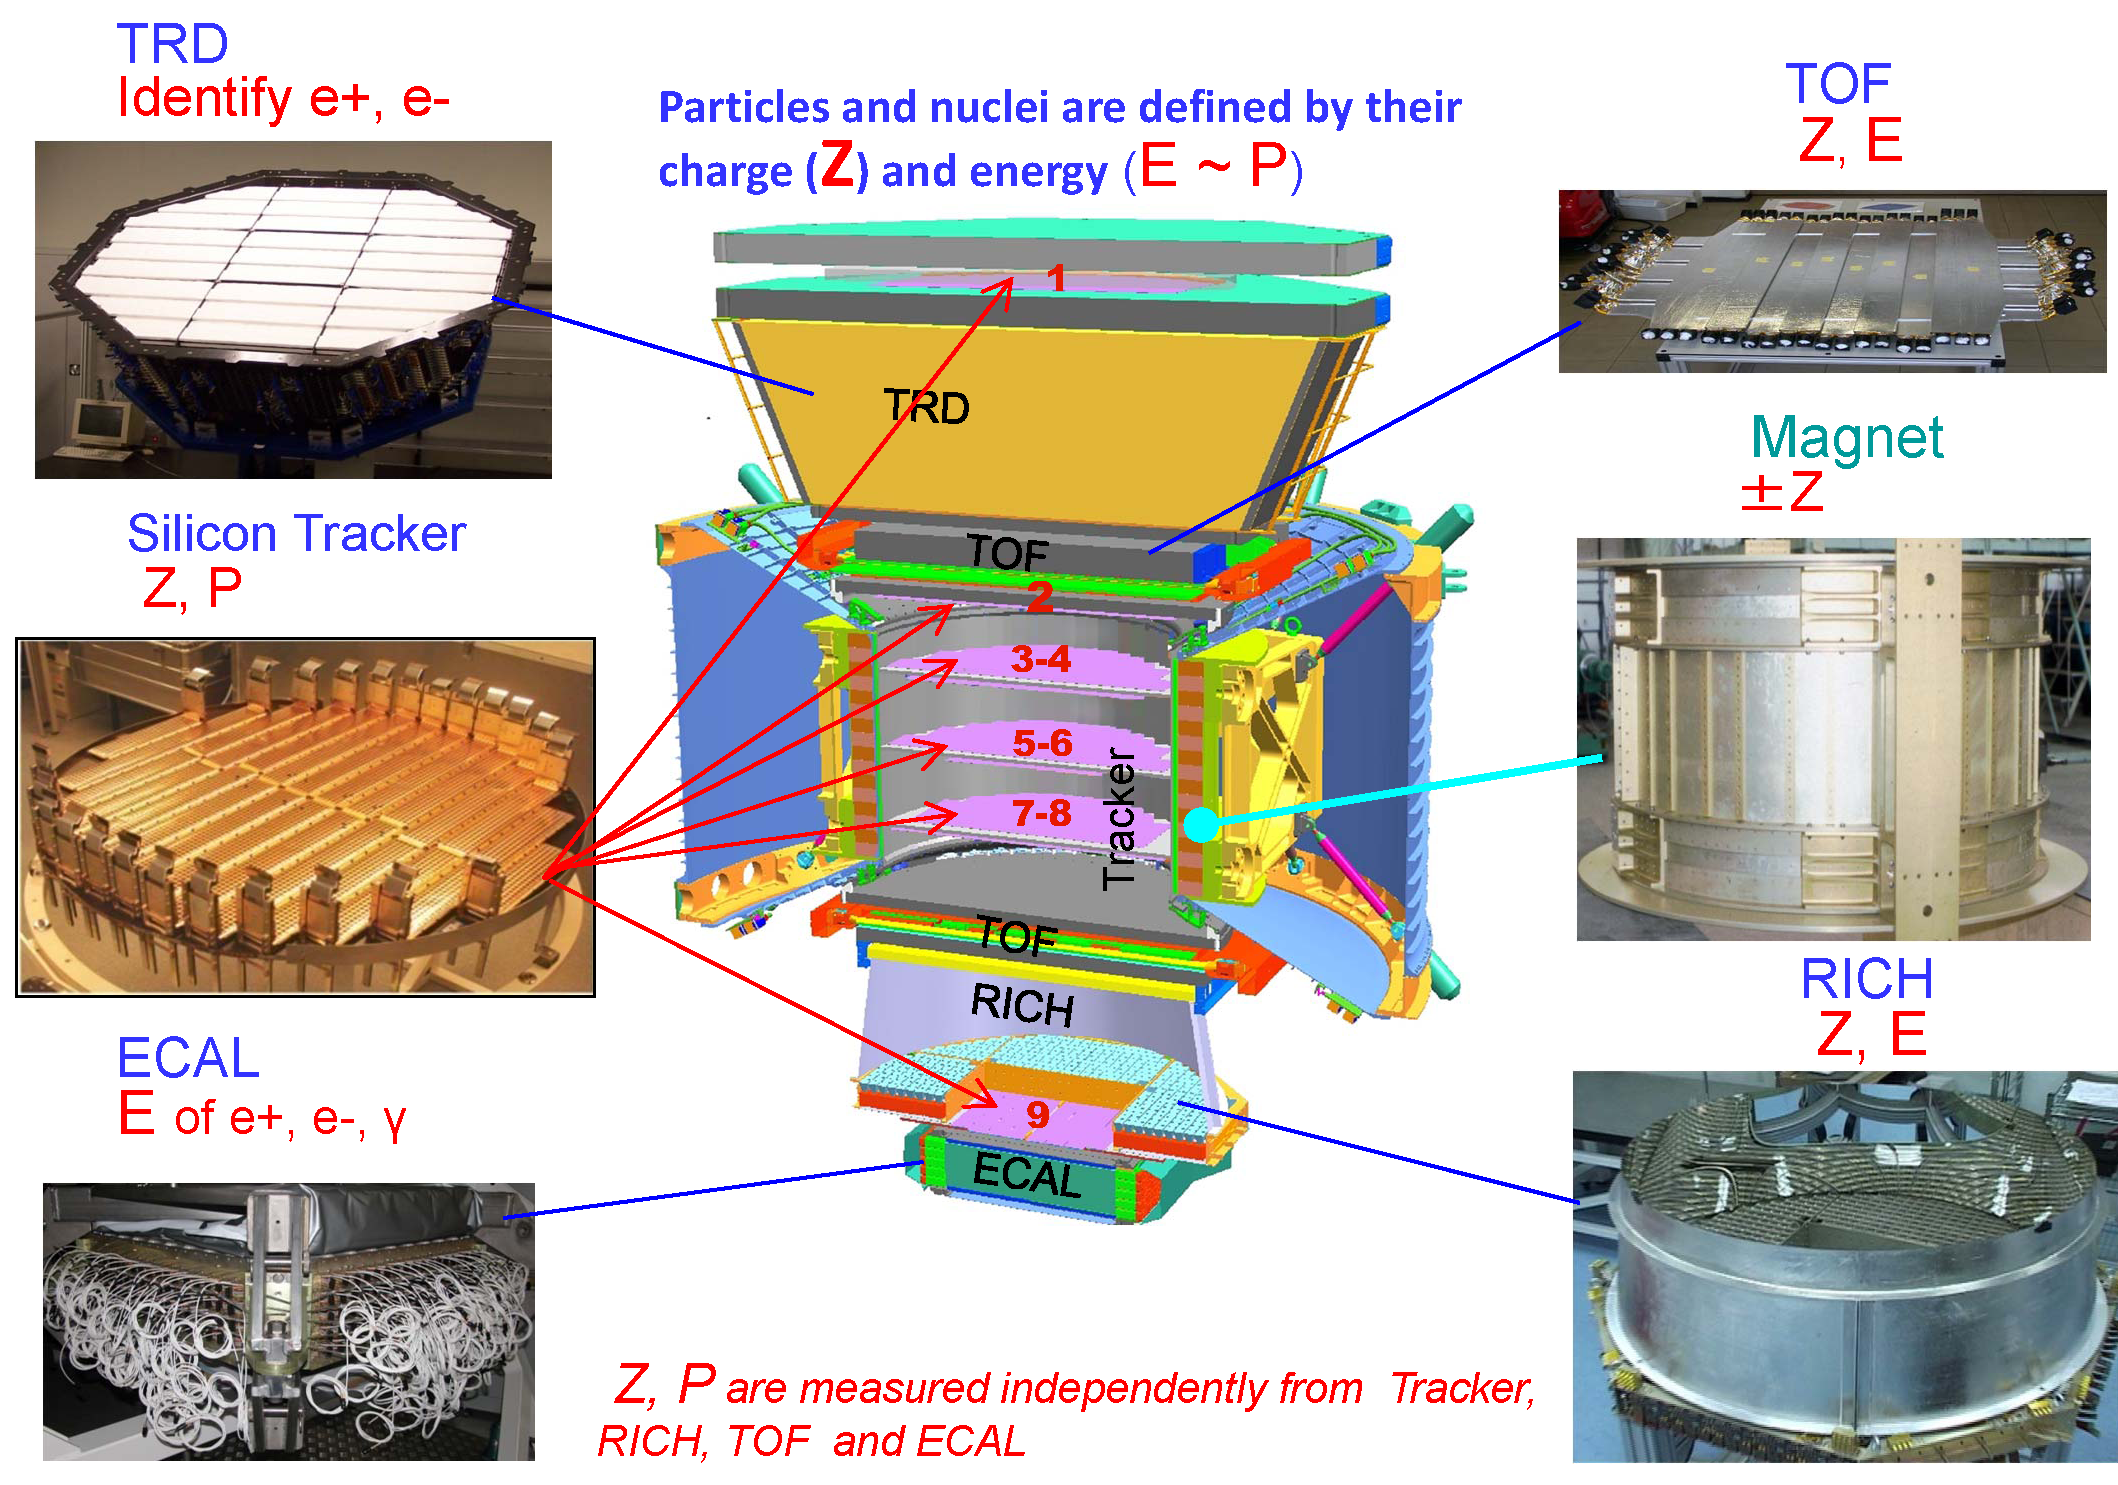 TRD
Identify e+, e-
Particles and nuclei are defined by their
charge (Z) and energy (E ~ P)
TOF
Z, E
Magnet
±Z
Silicon Tracker
Z, P
ECAL
E of e+, e-, γ
RICH
Z, E
1
TRD
TOF
2
3-4
5-6
7-8
Tracker
TOF
RICH
9
ECAL
Z, P are measured independently from Tracker,
RICH, TOF and ECAL